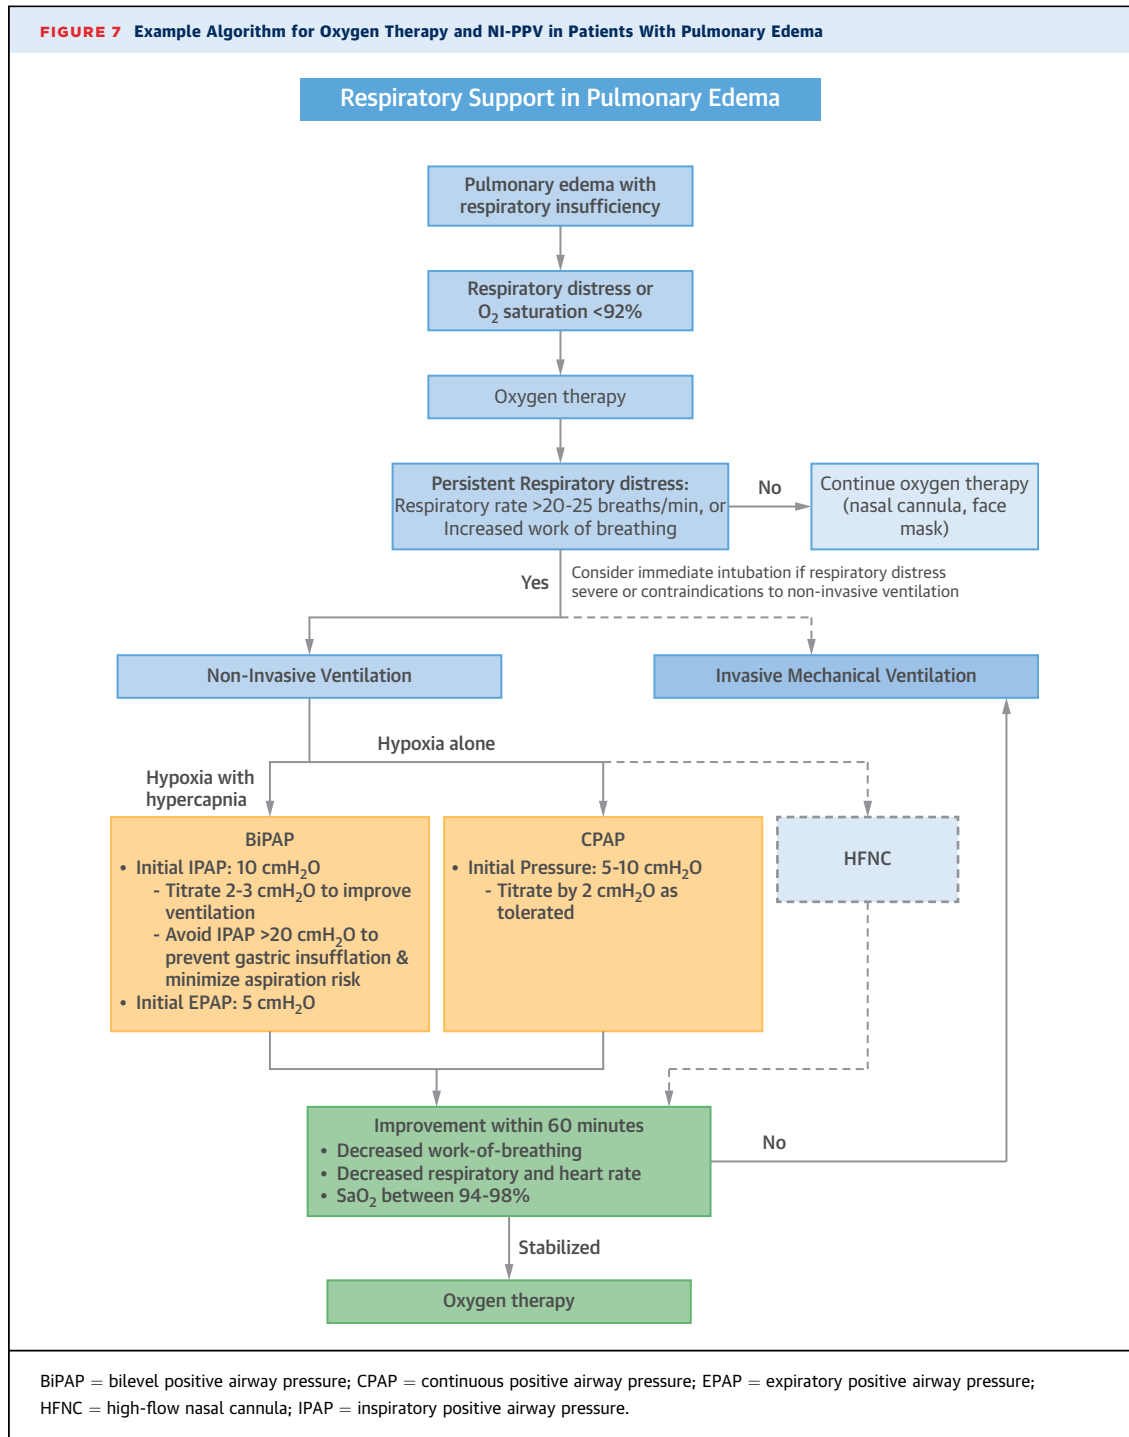 FIGURE 7 Example Algorithm for Oxygen Therapy and NI-PPV in Patients With Pulmonary Edema
Respiratory Support in Pulmonary Edema
Pulmonary edema with
respiratory insufficiency
Respiratory distress or
O₂ saturation <92%
Oxygen therapy
Persistent Respiratory distress:
Respiratory rate >20-25 breaths/min, or
Increased work of breathing
No
Continue oxygen therapy
(nasal cannula, face
mask)
Yes
Consider immediate intubation if respiratory distress
severe or contraindications to non-invasive ventilation
Non-Invasive Ventilation
Invasive Mechanical Ventilation
Hypoxia alone
Hypoxia with
hypercapnia
BiPAP
• Initial IPAP: 10 cmH₂O
- Titrate 2-3 cmH₂O to improve
ventilation
- Avoid IPAP >20 cmH₂O to
prevent gastric insufflation &
minimize aspiration risk
• Initial EPAP: 5 cmH₂O
CPAP
• Initial Pressure: 5-10 cmH₂O
- Titrate by 2 cmH₂O as
tolerated
HFNC
Improvement within 60 minutes
• Decreased work-of-breathing
• Decreased respiratory and heart rate
• SaO₂ between 94-98%
No
Stabilized
Oxygen therapy
BiPAP = bilevel positive airway pressure; CPAP = continuous positive airway pressure; EPAP = expiratory positive airway pressure;
HFNC = high-flow nasal cannula; IPAP = inspiratory positive airway pressure.